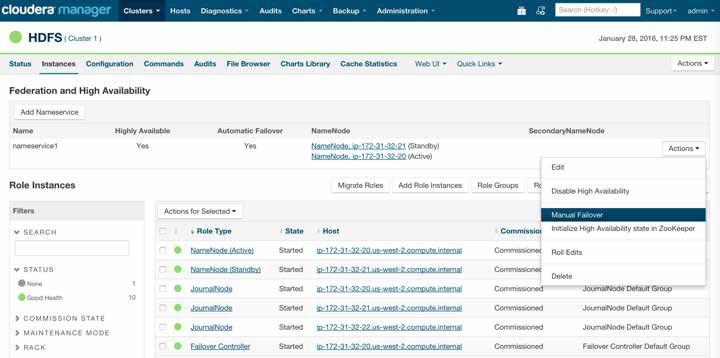 cloudera manager Clusters Hosts Diagnostics Audits Charts Backup Administration Search (Hotkey: /) Support admin
HDFS ( Cluster 1 ) January 28, 2016, 11:25 PM EST
Status Instances Configuration Commands Audits File Browser Charts Library Cache Statistics Web UI Quick Links Actions
Federation and High Availability
Add Nameservice
Name Highly Available Automatic Failover NameNode SecondaryNameNode
nameservice1 Yes Yes NameNode, ip-172-31-32-21 (Standby) Actions
NameNode, ip-172-31-32-20 (Active)
Edit
Disable High Availability
Manual Failover
Initialize High Availability state in ZooKeeper
Roll Edits
Delete
Role Instances Migrate Roles Add Role Instances Role Groups
Filters
SEARCH
STATUS
None 1
Good Health 10
COMMISSION STATE
MAINTENANCE MODE
RACK
Actions for Selected
Role Type State Host
NameNode (Active) Started ip-172-31-32-20.us-west-2.compute.internal Commissioned
NameNode (Standby) Started ip-172-31-32-21.us-west-2.compute.internal Commissioned
JournalNode Started ip-172-31-32-20.us-west-2.compute.internal Commissioned JournalNode Default Group
JournalNode Started ip-172-31-32-21.us-west-2.compute.internal Commissioned JournalNode Default Group
JournalNode Started ip-172-31-32-22.us-west-2.compute.internal Commissioned JournalNode Default Group
Failover Controller Started ip-172-31-32-20.us-west-2.compute.internal Commissioned Failover Controller Default Group